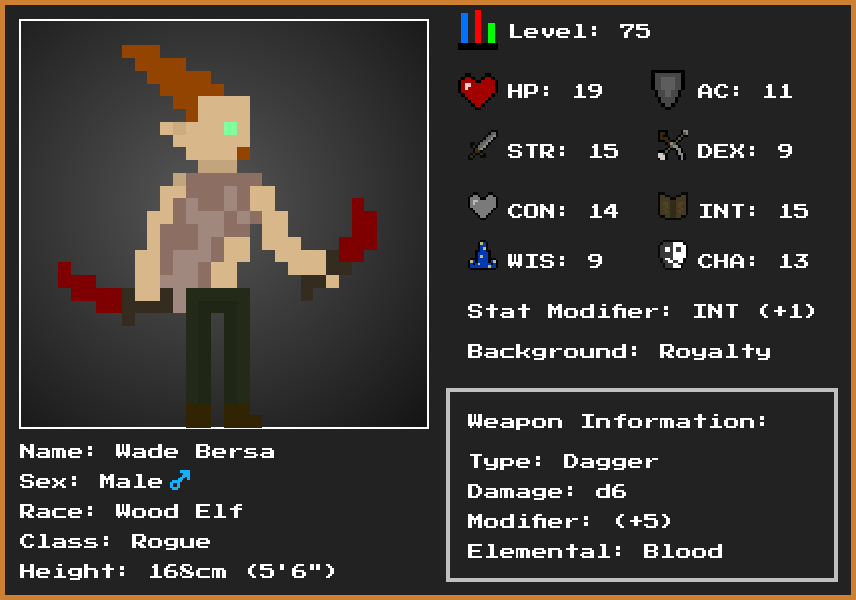 Level: 75
HP: 19 AC: 11
STR: 15 DEX: 9
CON: 14 INT: 15
WIS: 9 CHA: 13
Stat Modifier: INT (+1)
Background: Royalty
Weapon Information:
Type: Dagger
Damage: d6
Modifier: (+5)
Elemental: Blood
Name: Wade Bersa
Sex: Male♂
Race: Wood Elf
Class: Rogue
Height: 168cm (5'6")